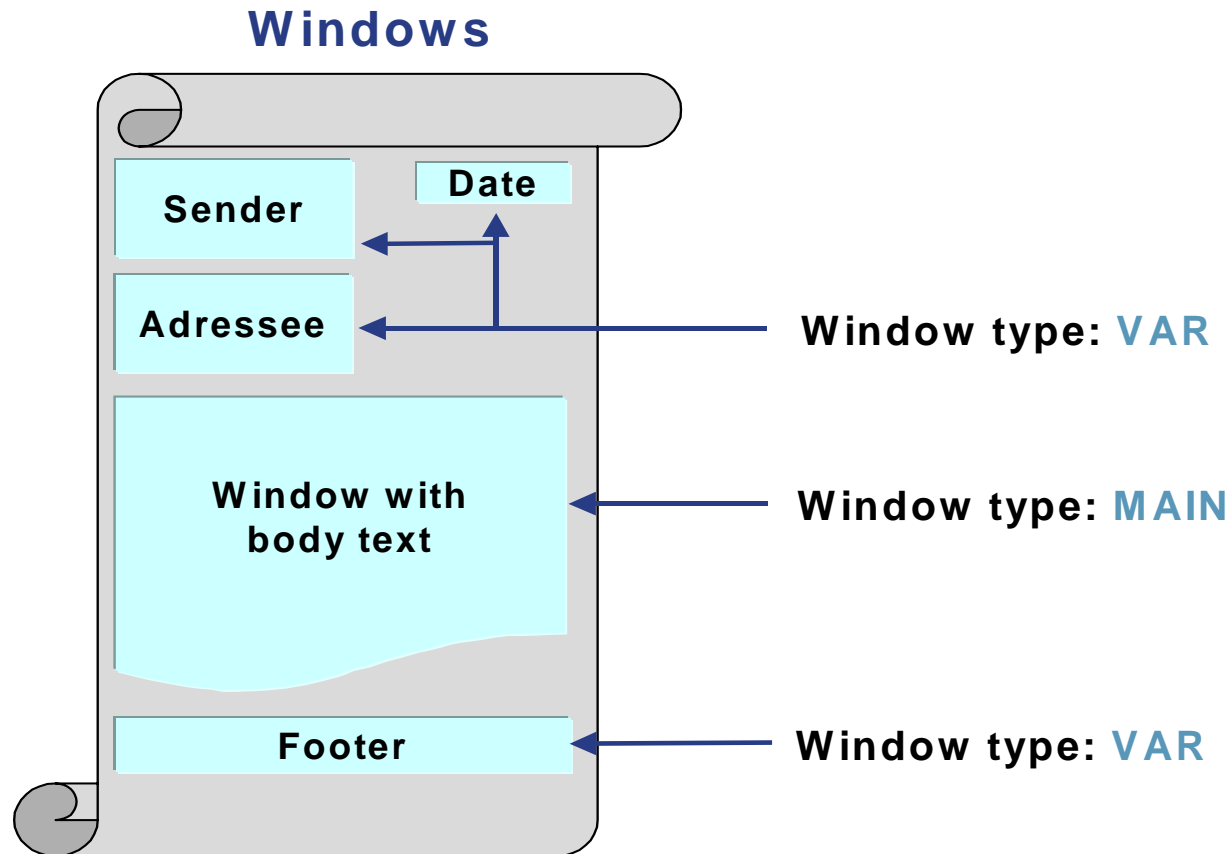 Windows
Sender
Date
Adressee
Window type: VAR
Window with
body text
Window type: MAIN
Footer
Window type: VAR